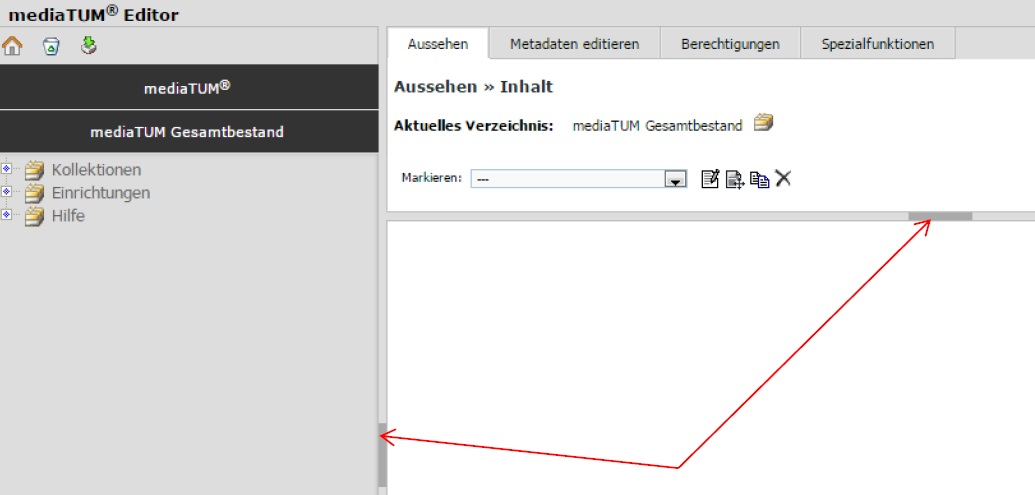 mediaTUM® Editor
mediaTUM®
mediaTUM Gesamtbestand
Kollektionen
Einrichtungen
Hilfe
Aussehen Metadaten editieren Berechtigungen Spezialfunktionen
Aussehen » Inhalt
Aktuelles Verzeichnis: mediaTUM Gesamtbestand
Markieren: ---